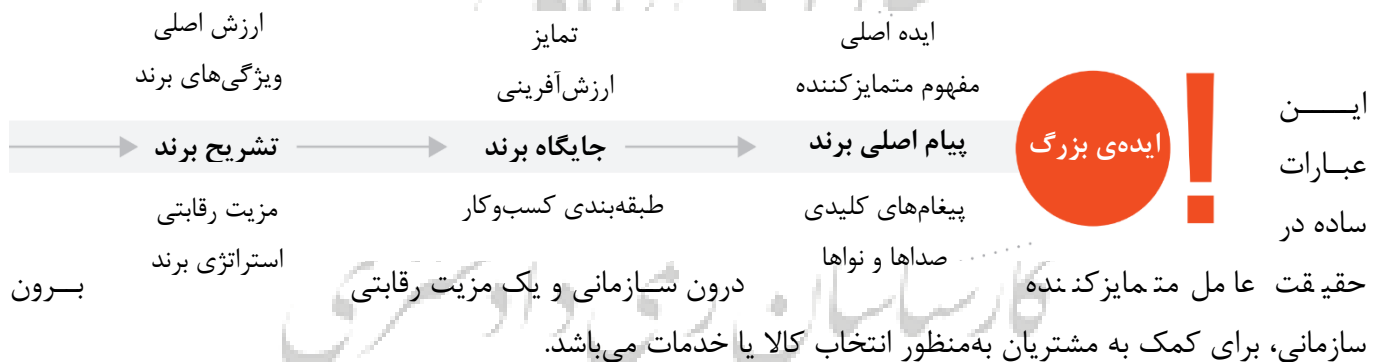 ارزش اصلی
ویژگی‌های برند
تشریح برند
مزیت رقابتی
استراتژی برند
تمایز
ارزش‌آفرینی
جایگاه برند
طبقه‌بندی کسب‌وکار
ایده اصلی
مفهوم متمایزکننده
پیام اصلی برند
پیغام‌های کلیدی
صداها و نواها
ایده‌ی بزرگ
!
این
عبارات
ساده در
حقیقت عامل متمایزکننده درون سازمانی و یک مزیت رقابتی برون
سازمانی، برای کمک به مشتریان به‌منظور انتخاب کالا یا خدمات می‌باشد.